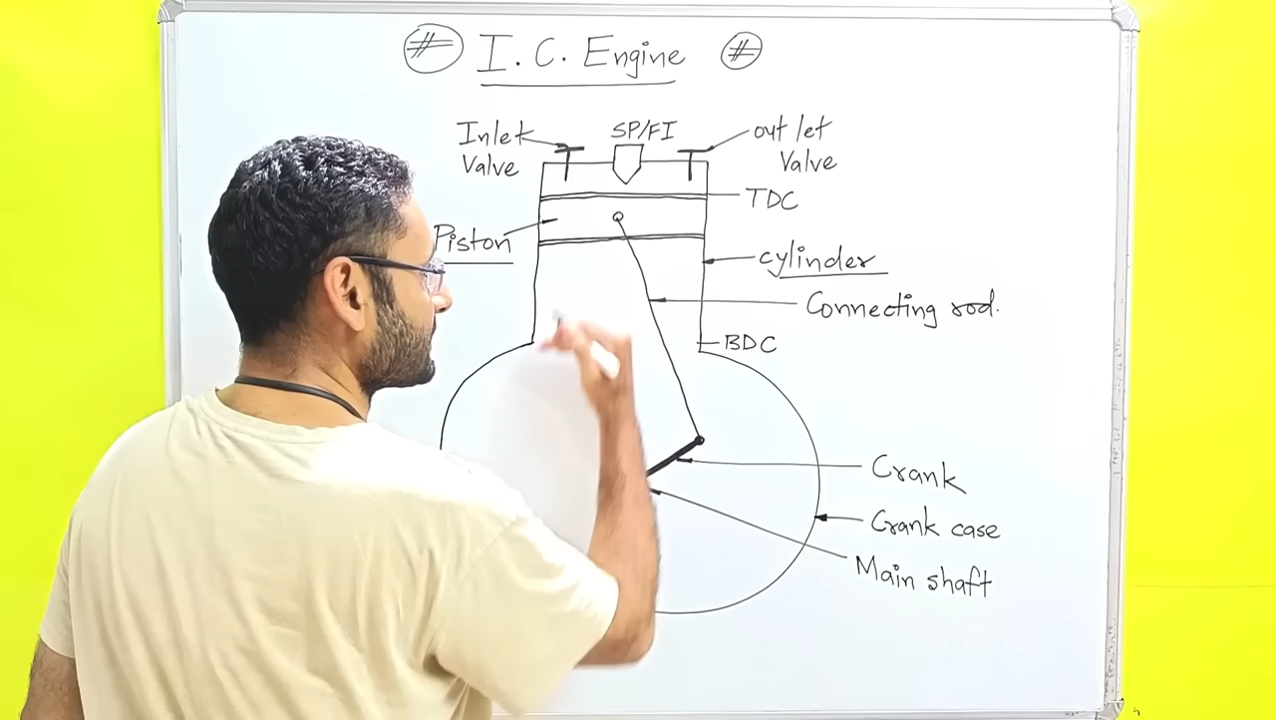 # I. C. Engine #
Inlet
Valve
SP/FI
out let
Valve
TDC
Piston
cylinder
Connecting rod.
BDC
Crank
Crank case
Main shaft